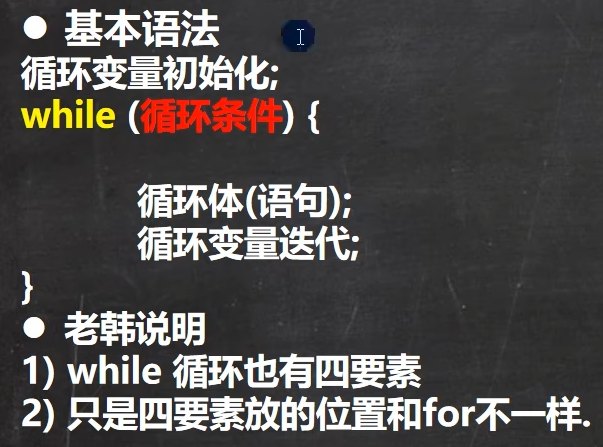 ● 基本语法
循环变量初始化;
while (循环条件) {
循环体(语句);
循环变量迭代;
}
● 老韩说明
1) while 循环也有四要素
2) 只是四要素放的位置和for不一样.